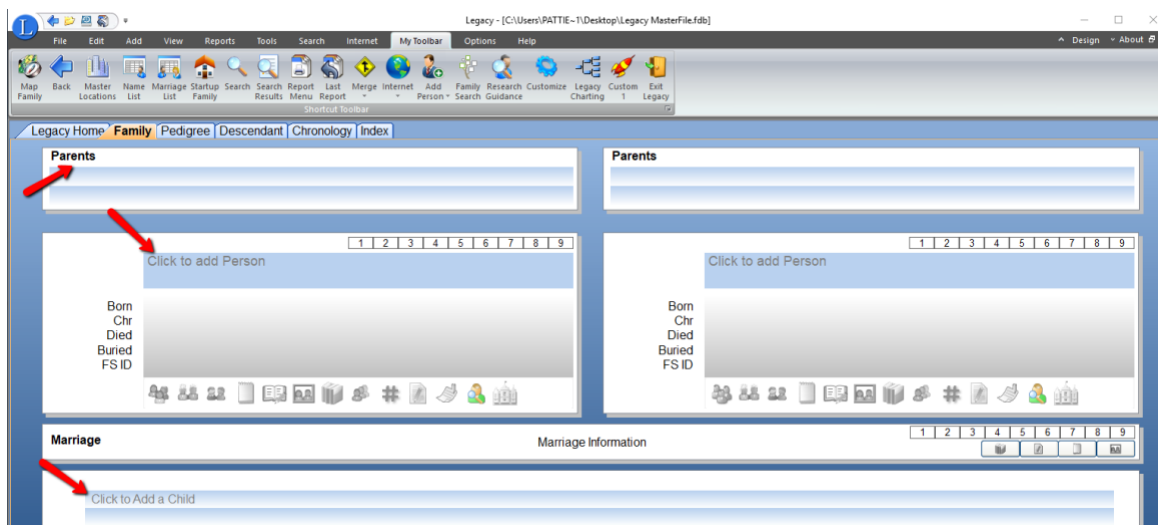 L
Legacy - [C:\Users\PATTIE~1\Desktop\Legacy MasterFile.fdb]
File Edit Add View Reports Tools Search Internet My Toolbar Options Help Design About
Map Family Back Master Locations Name List Marriage List Startup Family Search Search Results Report Menu Last Report Merge Internet Add Person Family Search Research Guidance Customize Legacy Charting Custom 1 Exit Legacy
Shortcut Toolbar
Legacy Home Family Pedigree Descendant Chronology Index
Parents Parents
1 2 3 4 5 6 7 8 9 1 2 3 4 5 6 7 8 9
Click to add Person Click to add Person
Born Born
Chr Chr
Died Died
Buried Buried
FS ID FS ID
1 2 3 4 5 6 7 8 9
Marriage Marriage Information
Click to Add a Child